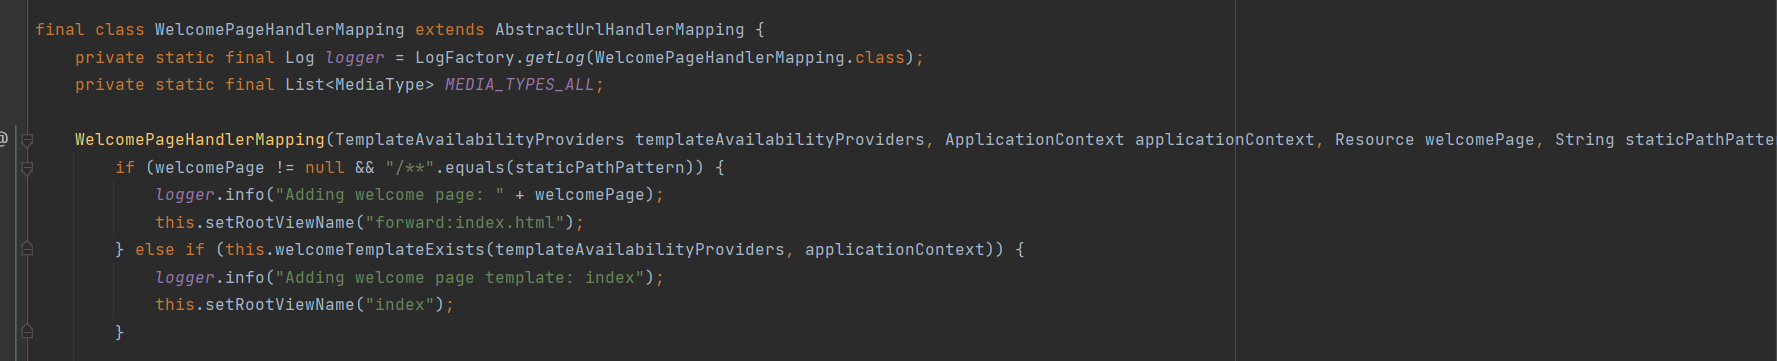 final class WelcomePageHandlerMapping extends AbstractUrlHandlerMapping {
private static final Log logger = LogFactory.getLog(WelcomePageHandlerMapping.class);
private static final List<MediaType> MEDIA_TYPES_ALL;
@
WelcomePageHandlerMapping(TemplateAvailabilityProviders templateAvailabilityProviders, ApplicationContext applicationContext, Resource welcomePage, String
if (welcomePage != null && "/**".equals(staticPathPattern)) {
logger.info("Adding welcome page: " + welcomePage);
this.setRootViewName("forward:index.html");
} else if (this.welcomeTemplateExists(templateAvailabilityProviders, applicationContext)) {
logger.info("Adding welcome page template: index");
this.setRootViewName("index");
}